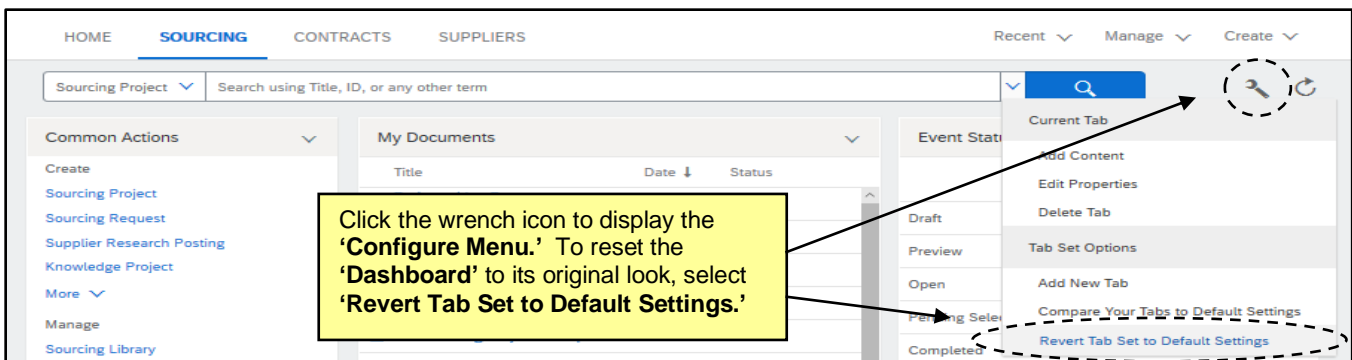 HOME SOURCING CONTRACTS SUPPLIERS Recent Manage Create
Sourcing Project Search using Title, ID, or any other term
Common Actions
Create
Sourcing Project
Sourcing Request
Supplier Research Posting
Knowledge Project
More
Manage
Sourcing Library
My Documents
Title Date ↓ Status
Click the wrench icon to display the
‘Configure Menu.’ To reset the
‘Dashboard’ to its original look, select
‘Revert Tab Set to Default Settings.’
Event Stat
Draft
Preview
Open
Pending Sele
Completed
Current Tab
Add Content
Edit Properties
Delete Tab
Tab Set Options
Add New Tab
Compare Your Tabs to Default Settings
Revert Tab Set to Default Settings